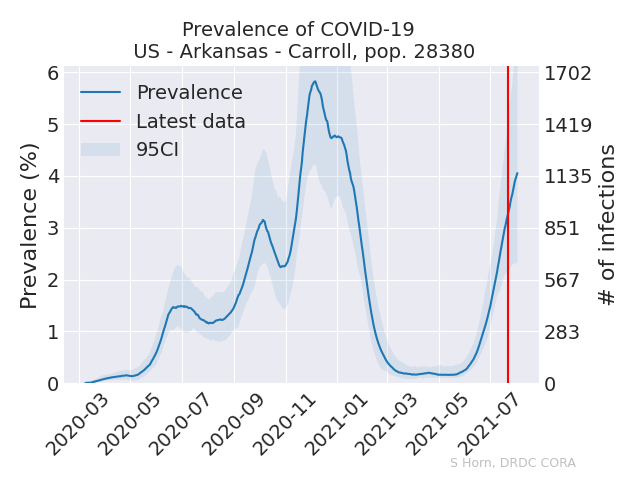 Prevalence of COVID-19
US - Arkansas - Carroll, pop. 28380
Prevalence
Latest data
95CI
Prevalence (%)
6
5
4
3
2
1
0
1702
1419
1135
851
567
283
0
# of infections
2020-03
2020-05
2020-07
2020-09
2020-11
2021-01
2021-03
2021-05
2021-07
S Horn, DRDC CORA